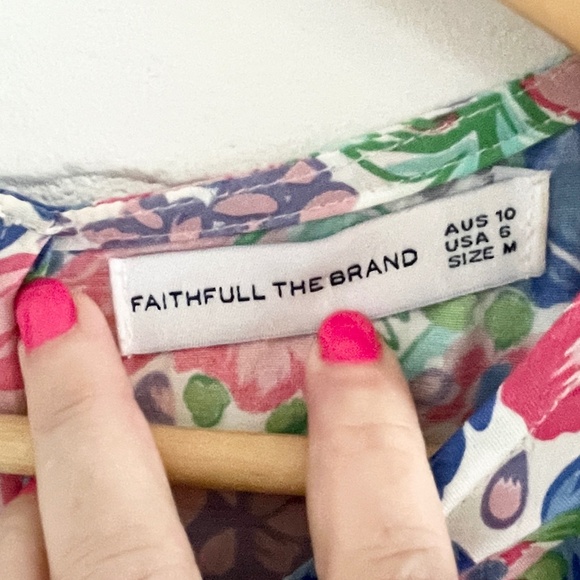 FAITHFULL THE BRAND
AUS 10
USA 6
SIZE M